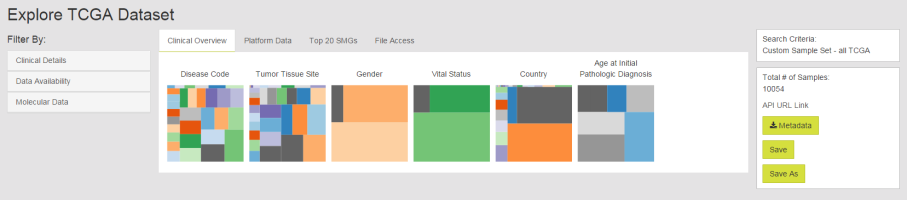 Explore TCGA Dataset
Filter By:
Clinical Details
Data Availability
Molecular Data
Clinical Overview
Platform Data
Top 20 SMGs
File Access
Disease Code
Tumor Tissue Site
Gender
Vital Status
Country
Age at Initial
Pathologic Diagnosis
Search Criteria:
Custom Sample Set - all TCGA
Total # of Samples:
10054
API URL Link
Metadata
Save
Save As